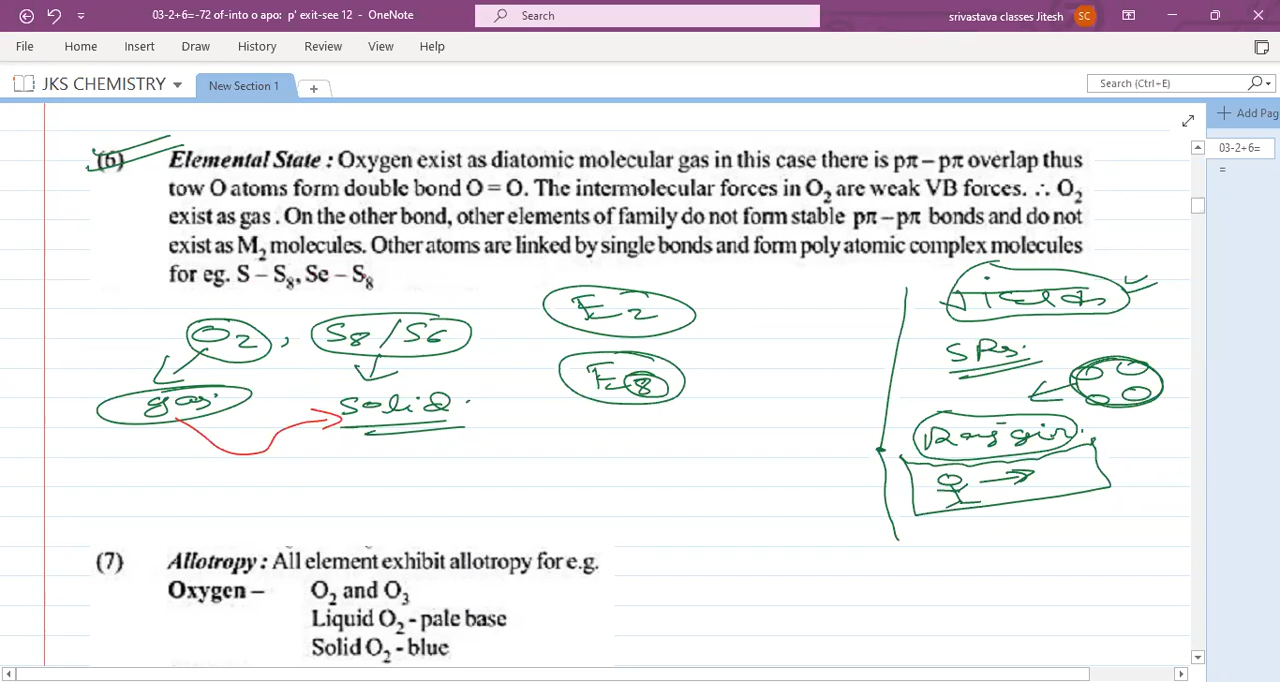 03-2+6=-72 of-into o apo: p' exit-see 12 - OneNote
Search
srivastava classes Jitesh
SC
File Home Insert Draw History Review View Help
JKS CHEMISTRY
New Section 1
+
Search (Ctrl+E)
Add Pag
03-2+6=
=
(6) Elemental State : Oxygen exist as diatomic molecular gas in this case there is pπ – pπ overlap thus
tow O atoms form double bond O = O. The intermolecular forces in O₂ are weak VB forces. ∴ O₂
exist as gas . On the other bond, other elements of family do not form stable pπ – pπ bonds and do not
exist as M₂ molecules. Other atoms are linked by single bonds and form poly atomic complex molecules
for eg. S – S₈, Se – S₈
O₂ , S₈ / S₆
gas. solid.
E₂
E₈
(7) Allotropy : All element exhibit allotropy for e.g.
Oxygen – O₂ and O₃
Liquid O₂ - pale base
Solid O₂ - blue